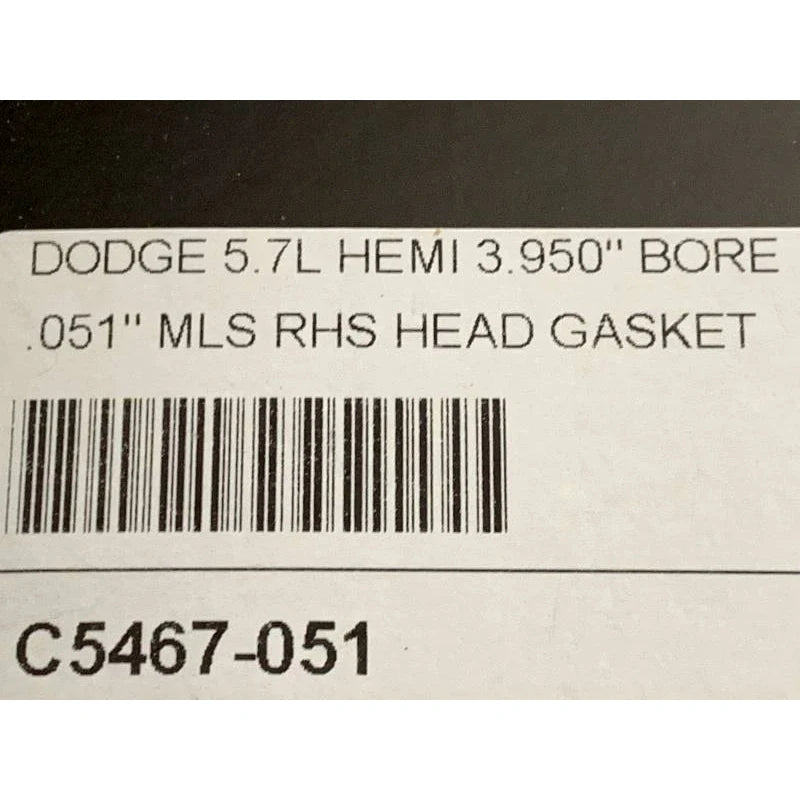 DODGE 5.7L HEMI 3.950" BORE
.051" MLS RHS HEAD GASKET
C5467-051